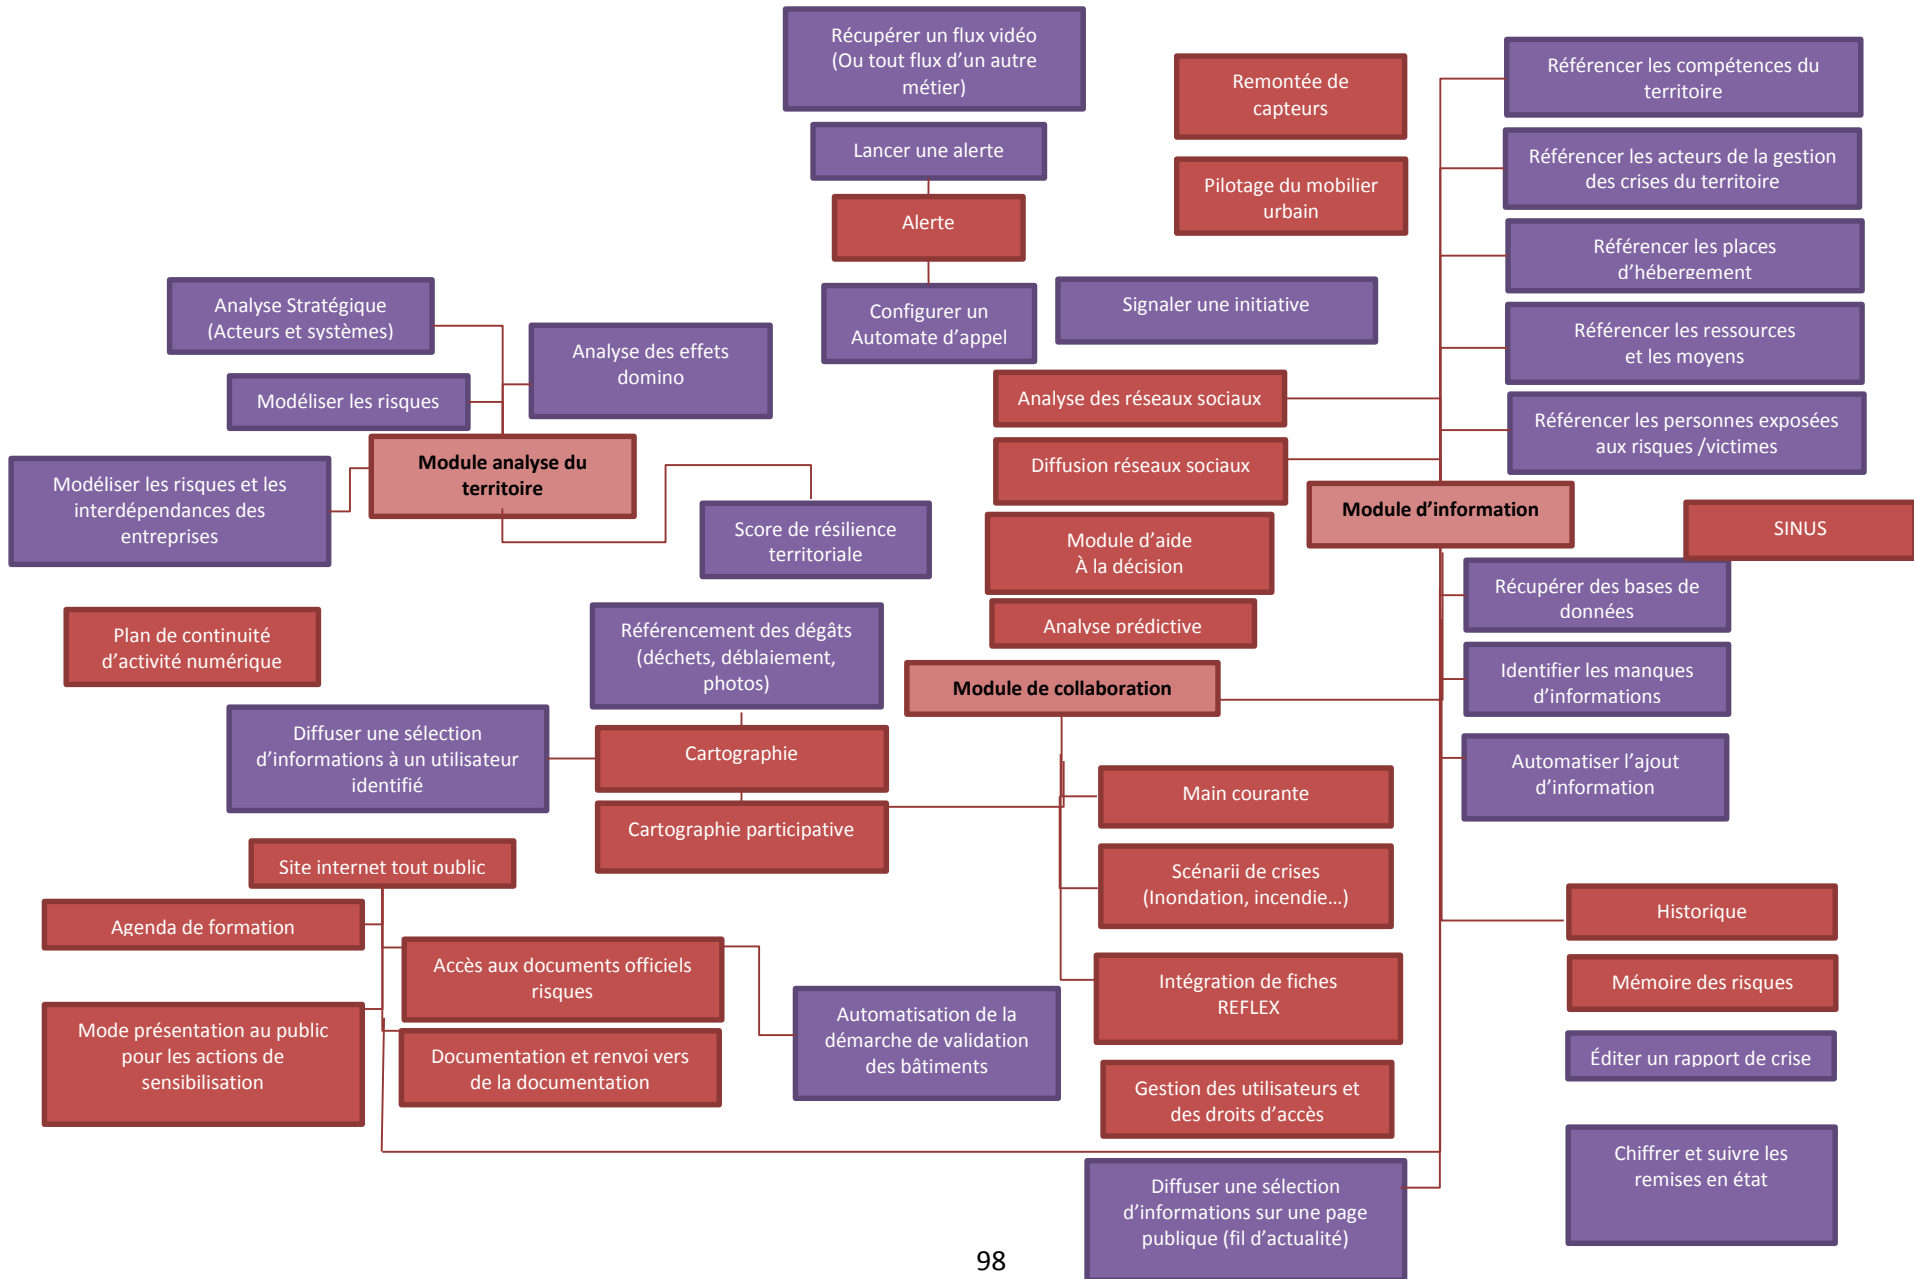 Récupérer un flux vidéo
(Ou tout flux d'un autre
métier)
Lancer une alerte
Alerte
Configurer un
Automate d'appel
Remontée de
capteurs
Pilotage du mobilier
urbain
Signaler une initiative
Référencer les compétences du
territoire
Référencer les acteurs de la gestion
des crises du territoire
Référencer les places
d'hébergement
Référencer les ressources
et les moyens
Référencer les personnes exposées
aux risques /victimes
Analyse Stratégique
(Acteurs et systèmes)
Analyse des effets
domino
Modéliser les risques
Module analyse du
territoire
Modéliser les risques et les
interdépendances des
entreprises
Score de résilience
territoriale
Analyse des réseaux sociaux
Diffusion réseaux sociaux
Module d'information
SINUS
Module d'aide
À la décision
Analyse prédictive
Récupérer des bases de
données
Identifier les manques
d'informations
Automatiser l'ajout
d'information
Plan de continuité
d'activité numérique
Référencement des dégâts
(déchets, déblaiement,
photos)
Module de collaboration
Diffuser une sélection
d'informations à un utilisateur
identifié
Cartographie
Cartographie participative
Main courante
Scénarii de crises
(Inondation, incendie…)
Intégration de fiches
REFLEX
Gestion des utilisateurs et
des droits d'accès
Site internet tout public
Agenda de formation
Accès aux documents officiels
risques
Mode présentation au public
pour les actions de
sensibilisation
Documentation et renvoi vers
de la documentation
Automatisation de la
démarche de validation
des bâtiments
Historique
Mémoire des risques
Éditer un rapport de crise
Chiffrer et suivre les
remises en état
Diffuser une sélection
d'informations sur une page
publique (fil d'actualité)
98